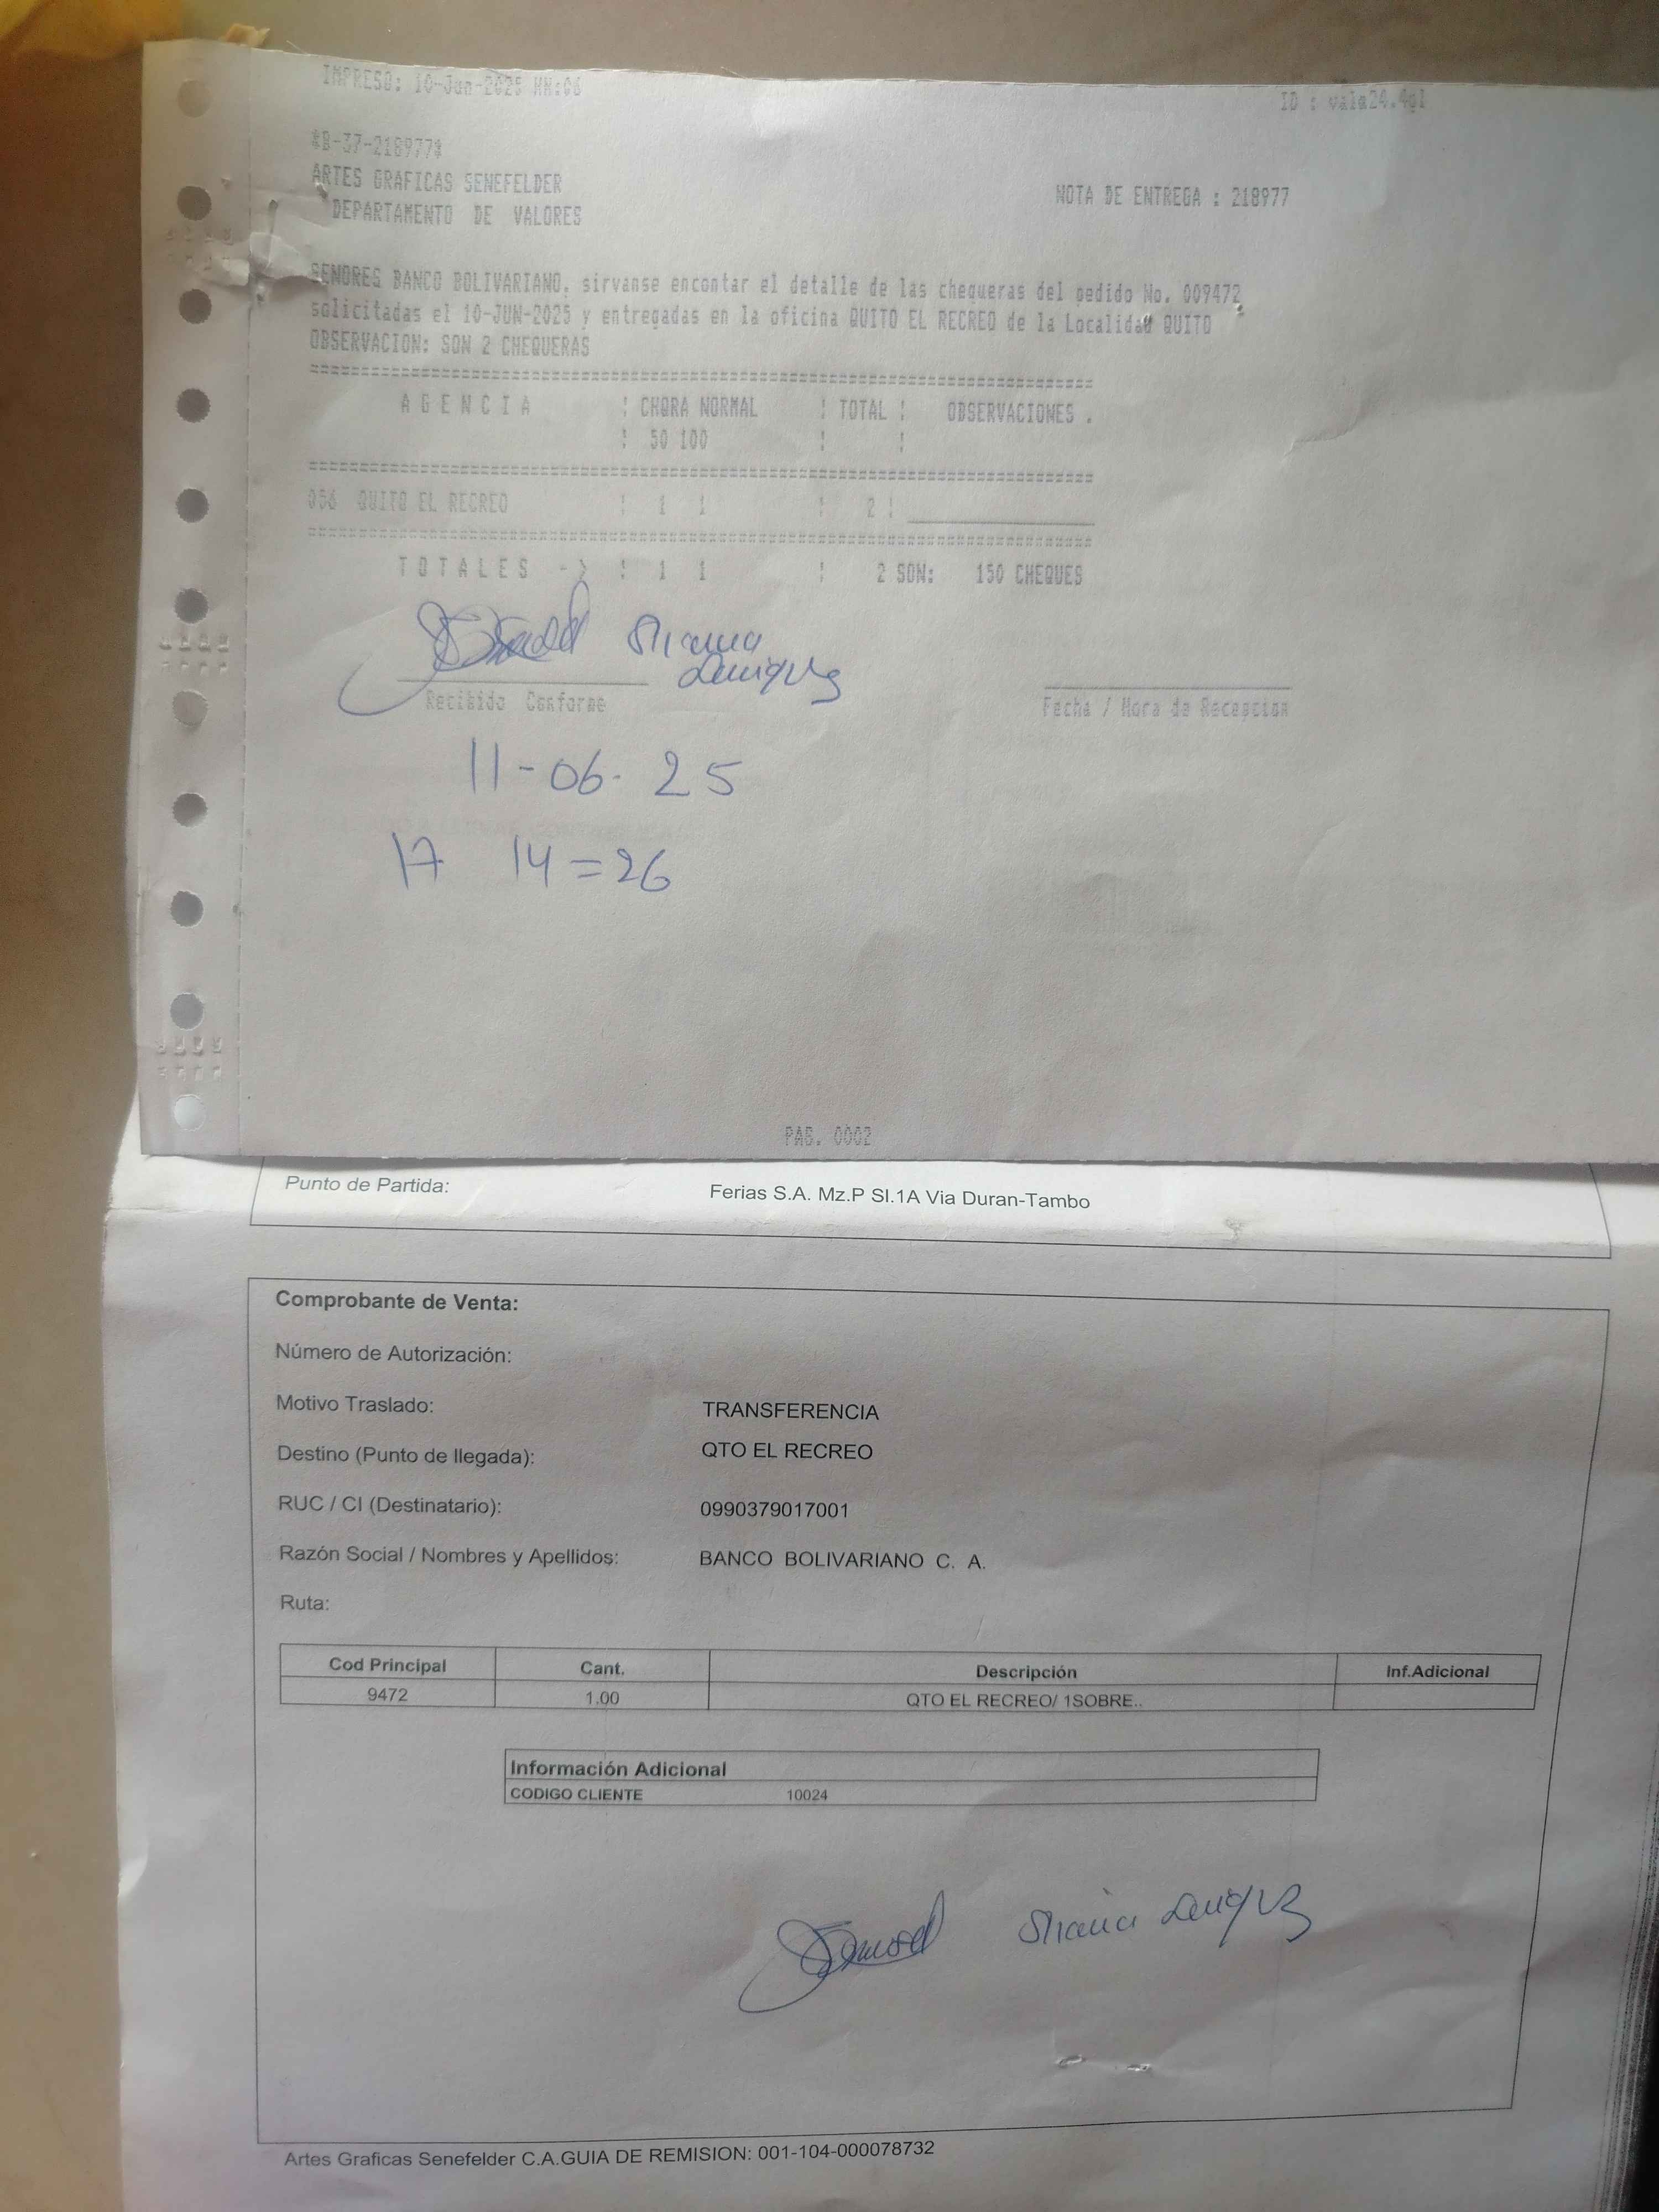 IMPRESO: 10-Jun-2025 HH:06
ID : vala24.4gl
*B-37-218977*
ARTES GRAFICAS SENEFELDER
NOTA DE ENTREGA : 218977
DEPARTAMENTO DE VALORES
SENORES BANCO BOLIVARIANO, sirvanse encontar el detalle de las chequeras del pedido No. 009472
solicitadas el 10-JUN-2025 y entregadas en la oficina QUITO EL RECREO de la Localidad QUITO
OBSERVACION: SON 2 CHEQUERAS
A G E N C I A ! CHQRA NORMAL ! TOTAL ! OBSERVACIONES .
! 50 100 ! !
056 QUITO EL RECREO ! 1 1 ! 2 !
T O T A L E S -> ! 1 1 ! 2 SON: 150 CHEQUES
Recibido Conforme
Fecha / Hora de Recepcion
11-06-25
17 14=26
PAG. 0002
Punto de Partida: Ferias S.A. Mz.P Sl.1A Via Duran-Tambo
Comprobante de Venta:
Número de Autorización:
Motivo Traslado: TRANSFERENCIA
Destino (Punto de llegada): QTO EL RECREO
RUC / CI (Destinatario): 0990379017001
Razón Social / Nombres y Apellidos: BANCO BOLIVARIANO C. A.
Ruta:
Cod Principal Cant. Descripción Inf.Adicional
9472 1.00 QTO EL RECREO/ 1SOBRE..
Información Adicional
CODIGO CLIENTE 10024
Artes Graficas Senefelder C.A.GUIA DE REMISION: 001-104-000078732